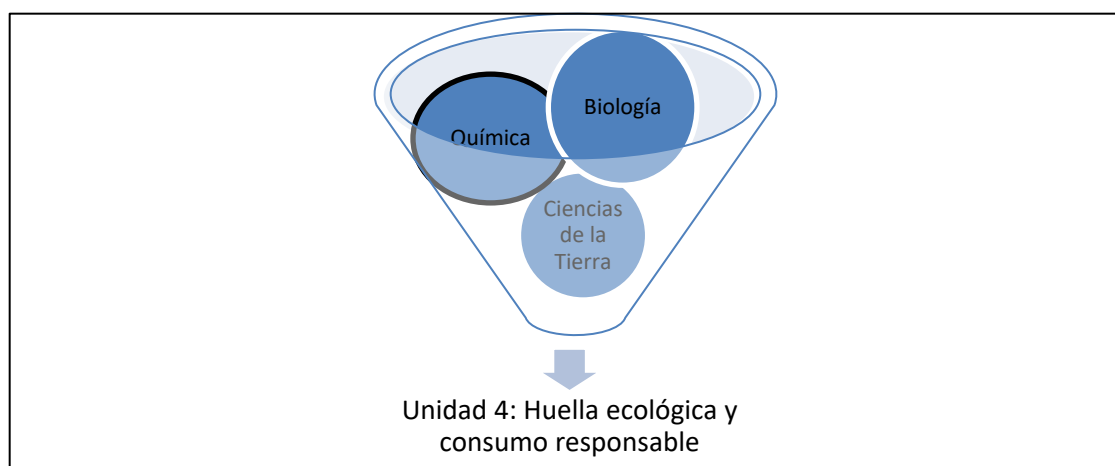 Biología
Química
Ciencias
de la
Tierra
Unidad 4: Huella ecológica y
consumo responsable